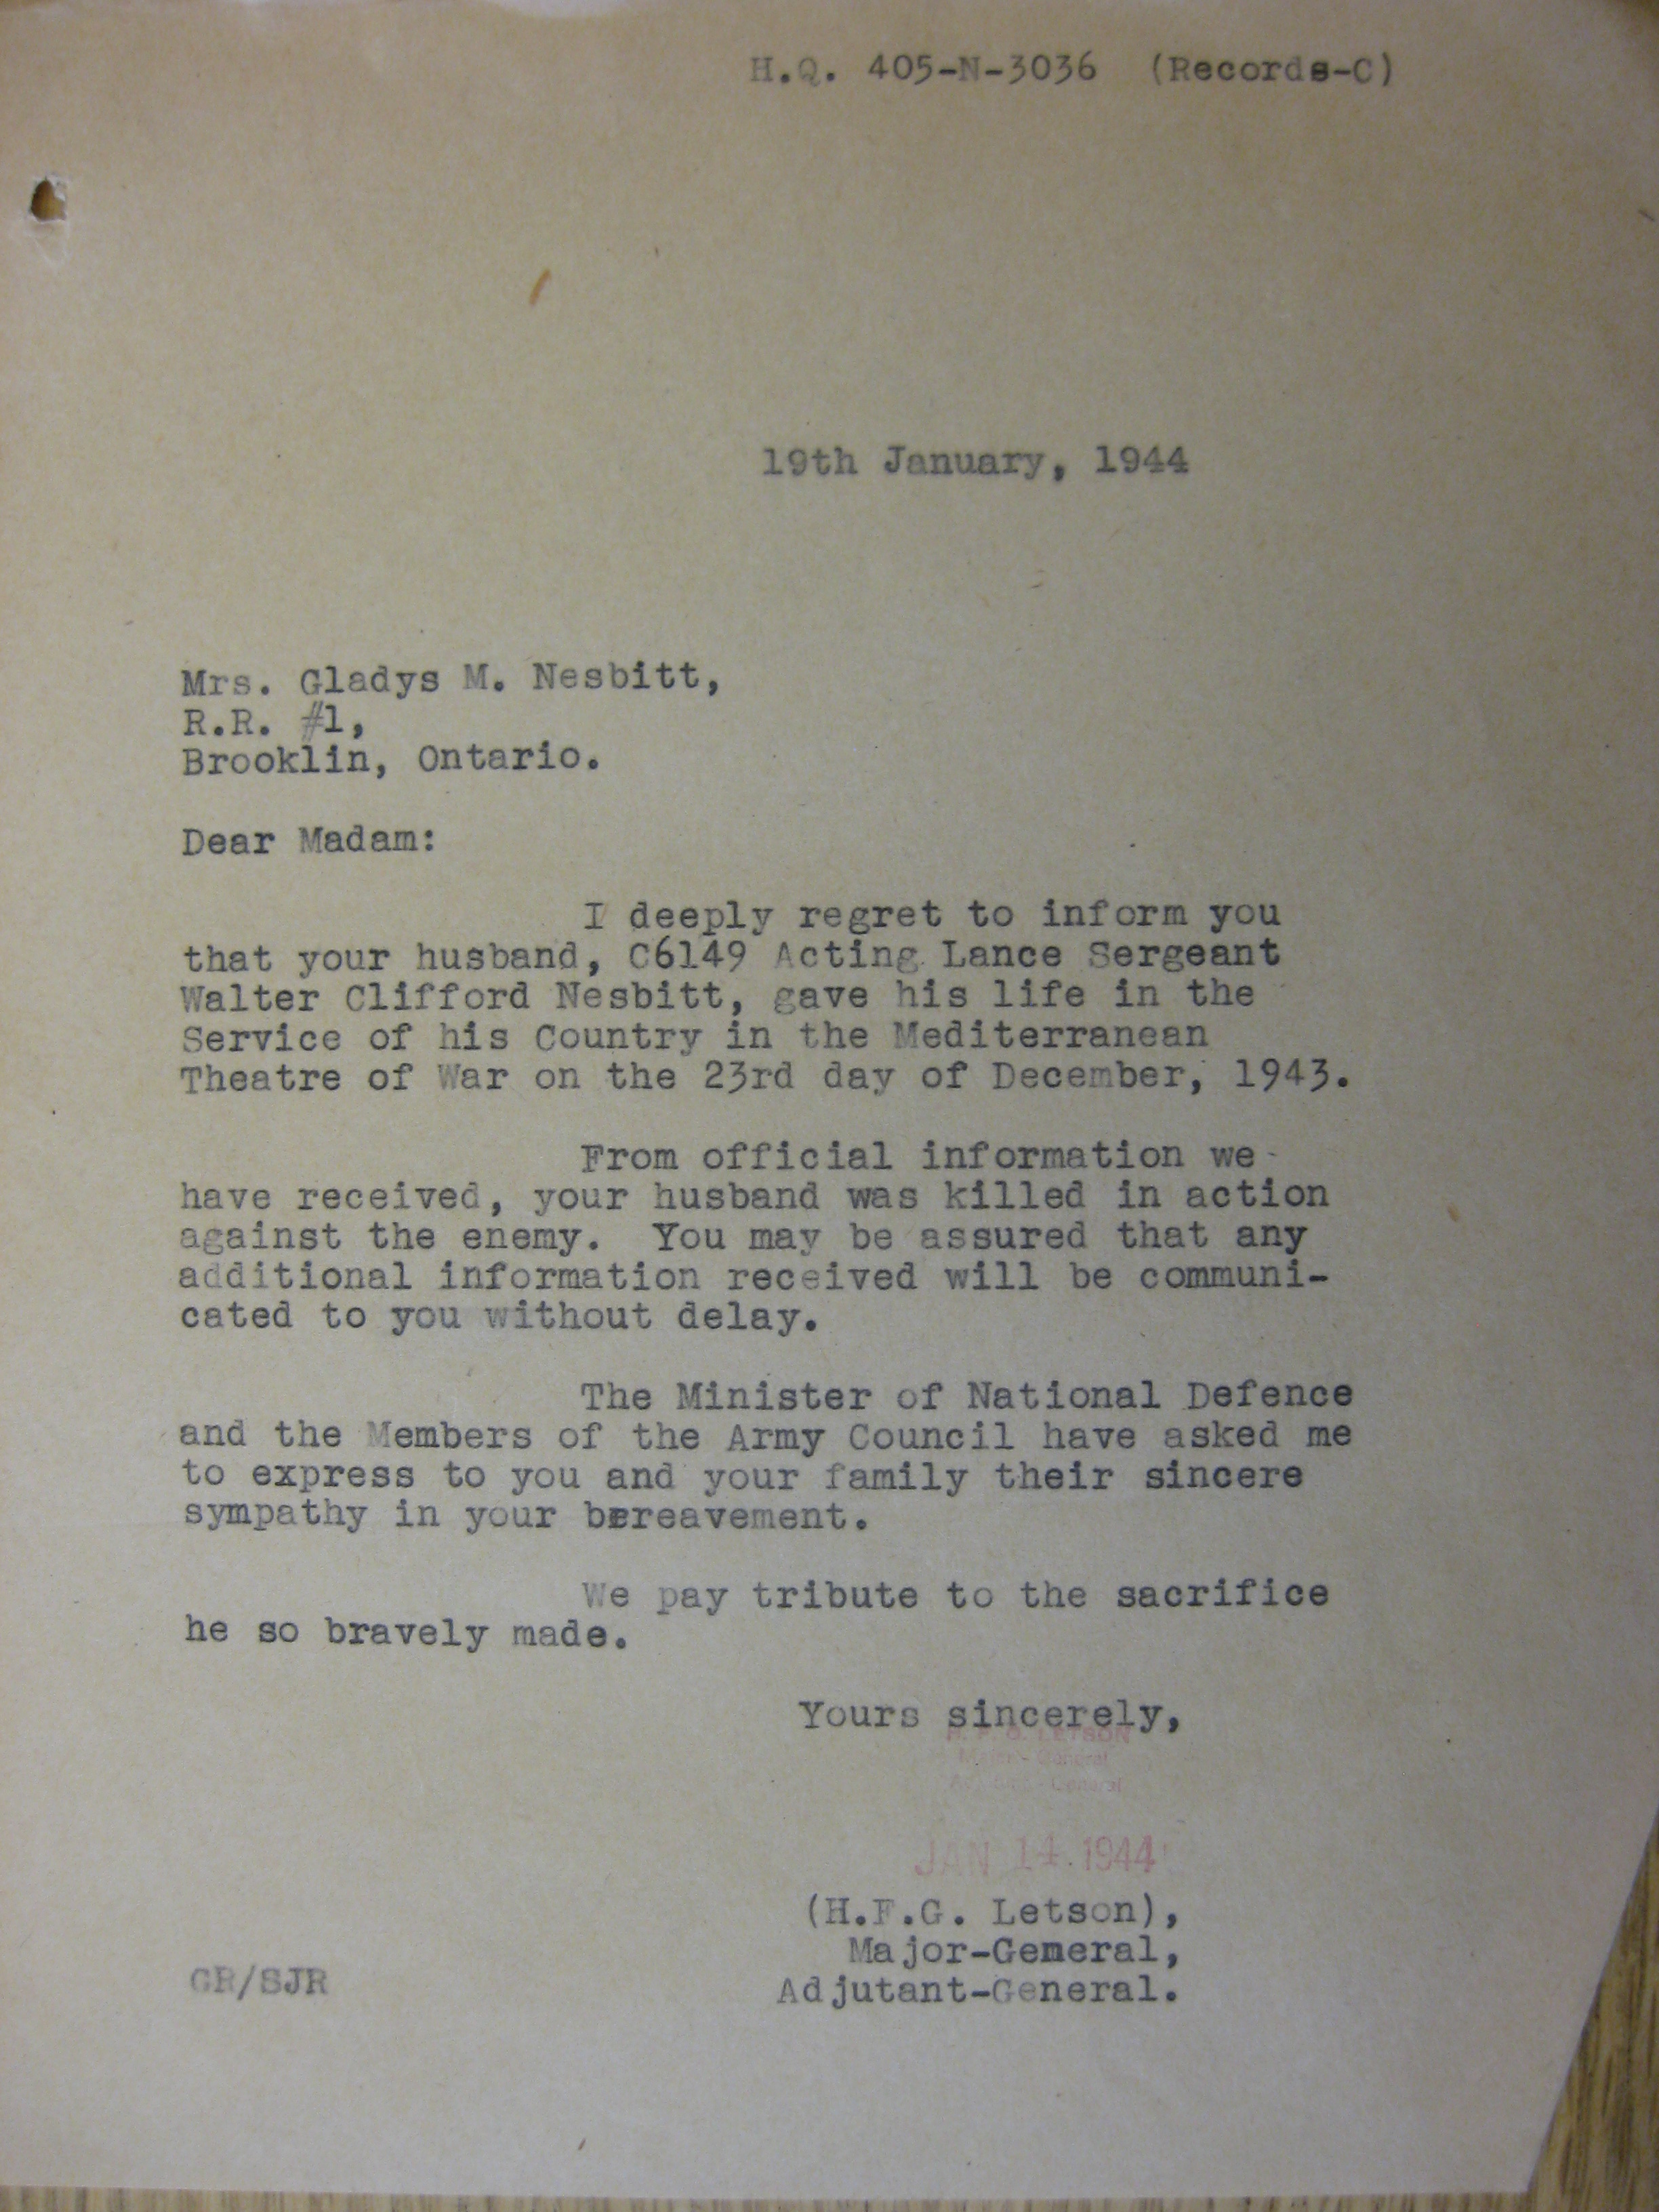 H.Q. 405-N-3036 (Records-C)
19th January, 1944
Mrs. Gladys M. Nesbitt,
R.R. #1,
Brooklin, Ontario.
Dear Madam:
I deeply regret to inform you
that your husband, C6149 Acting Lance Sergeant
Walter Clifford Nesbitt, gave his life in the
Service of his Country in the Mediterranean
Theatre of War on the 23rd day of December, 1943.
From official information we
have received, your husband was killed in action
against the enemy. You may be assured that any
additional information received will be communi-
cated to you without delay.
The Minister of National Defence
and the Members of the Army Council have asked me
to express to you and your family their sincere
sympathy in your bereavement.
We pay tribute to the sacrifice
he so bravely made.
Yours sincerely,
H. F. G. LETSON
Major - General
Adjutant - General
JAN 14 1944
(H.F.G. Letson),
Major-Gemeral,
GR/SJR
Adjutant-General.